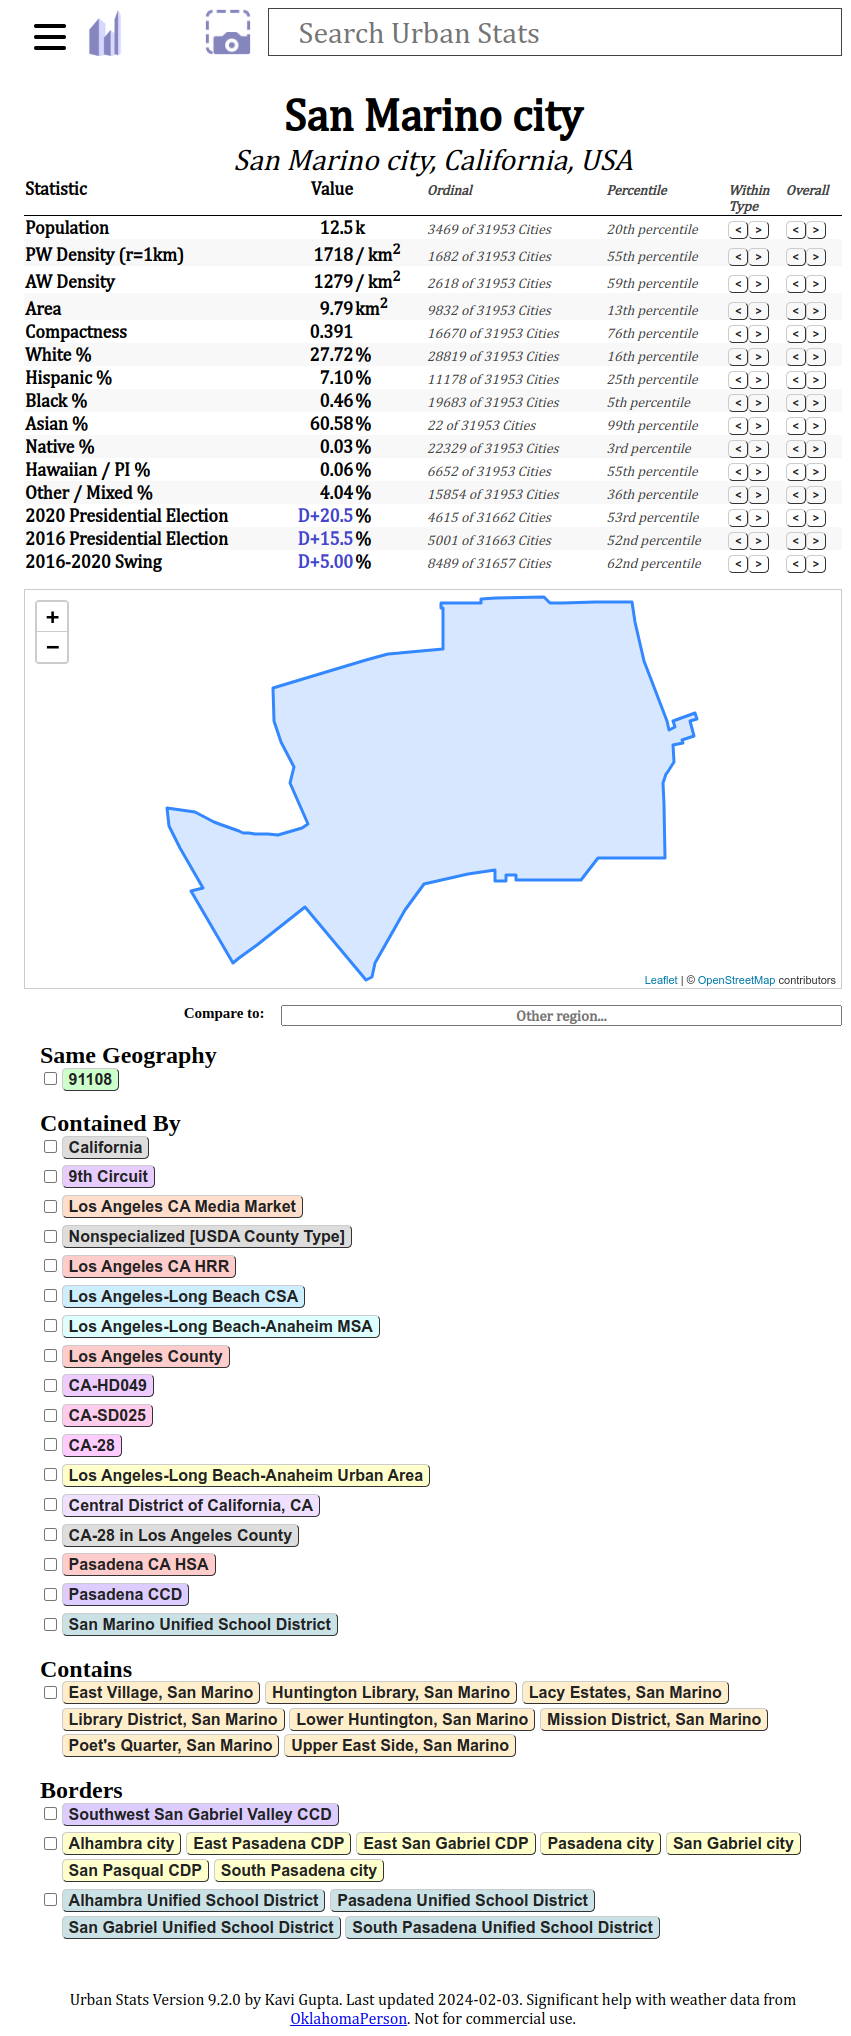 Search Urban Stats
San Marino city
San Marino city, California, USA
Statistic Value Ordinal Percentile Within Type Overall
Population 12.5k 3469 of 31953 Cities 20th percentile < > < >
PW Density (r=1km) 1718 / km² 1682 of 31953 Cities 55th percentile < > < >
AW Density 1279 / km² 2618 of 31953 Cities 59th percentile < > < >
Area 9.79 km² 9832 of 31953 Cities 13th percentile < > < >
Compactness 0.391 16670 of 31953 Cities 76th percentile < > < >
White % 27.72% 28819 of 31953 Cities 16th percentile < > < >
Hispanic % 7.10% 11178 of 31953 Cities 25th percentile < > < >
Black % 0.46% 19683 of 31953 Cities 5th percentile < > < >
Asian % 60.58% 22 of 31953 Cities 99th percentile < > < >
Native % 0.03% 22329 of 31953 Cities 3rd percentile < > < >
Hawaiian / PI % 0.06% 6652 of 31953 Cities 55th percentile < > < >
Other / Mixed % 4.04% 15854 of 31953 Cities 36th percentile < > < >
2020 Presidential Election D+20.5% 4615 of 31662 Cities 53rd percentile < > < >
2016 Presidential Election D+15.5% 5001 of 31663 Cities 52nd percentile < > < >
2016-2020 Swing D+5.00% 8489 of 31657 Cities 62nd percentile < > < >
+
−
Leaflet | © OpenStreetMap contributors
Compare to: Other region...
Same Geography
91108
Contained By
California
9th Circuit
Los Angeles CA Media Market
Nonspecialized [USDA County Type]
Los Angeles CA HRR
Los Angeles-Long Beach CSA
Los Angeles-Long Beach-Anaheim MSA
Los Angeles County
CA-HD049
CA-SD025
CA-28
Los Angeles-Long Beach-Anaheim Urban Area
Central District of California, CA
CA-28 in Los Angeles County
Pasadena CA HSA
Pasadena CCD
San Marino Unified School District
Contains
East Village, San Marino Huntington Library, San Marino Lacy Estates, San Marino
Library District, San Marino Lower Huntington, San Marino Mission District, San Marino
Poet's Quarter, San Marino Upper East Side, San Marino
Borders
Southwest San Gabriel Valley CCD
Alhambra city East Pasadena CDP East San Gabriel CDP Pasadena city San Gabriel city
San Pasqual CDP South Pasadena city
Alhambra Unified School District Pasadena Unified School District
San Gabriel Unified School District South Pasadena Unified School District
Urban Stats Version 9.2.0 by Kavi Gupta. Last updated 2024-02-03. Significant help with weather data from
OklahomaPerson. Not for commercial use.